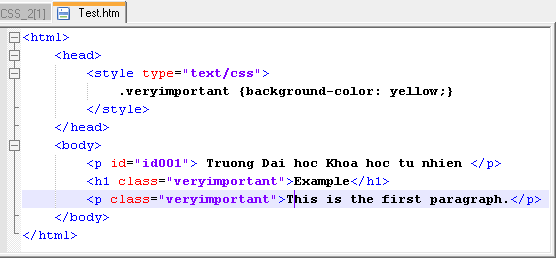 CSS_2[1] Test.htm
<html>
<head>
<style type="text/css">
.veryimportant {background-color: yellow;}
</style>
</head>
<body>
<p id="id001"> Truong Dai hoc Khoa hoc tu nhien </p>
<h1 class="veryimportant">Example</h1>
<p class="veryimportant">This is the first paragraph.</p>
</body>
</html>